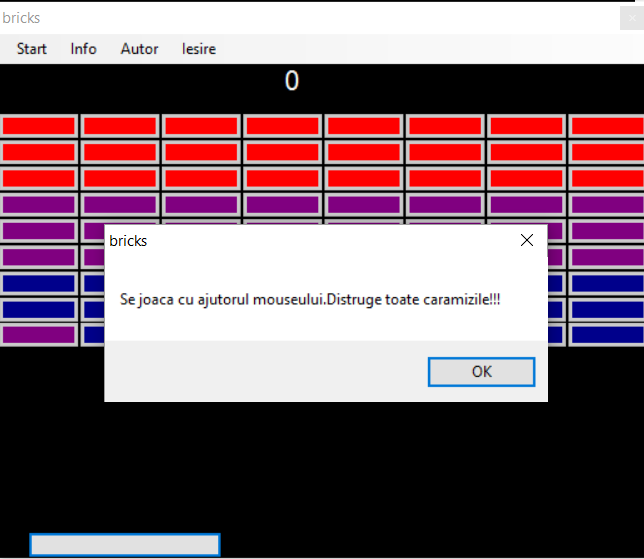 bricks
Start Info Autor Iesire
0
bricks
Se joaca cu ajutorul mouseului.Distruge toate caramizile!!!
OK